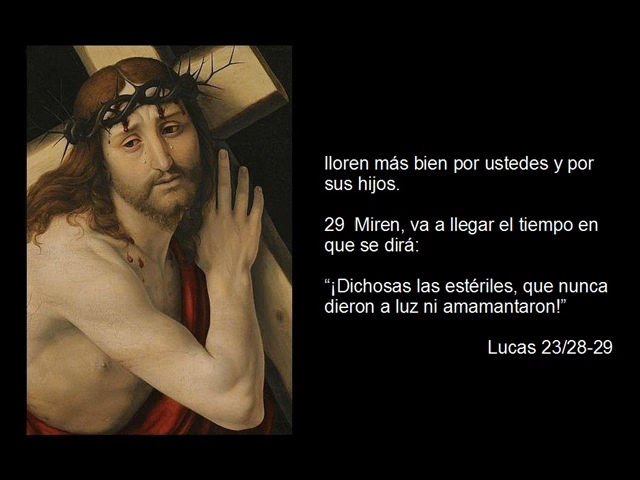 lloren más bien por ustedes y por
sus hijos.
29  Miren, va a llegar el tiempo en
que se dirá:
“¡Dichosas las estériles, que nunca
dieron a luz ni amamantaron!”
Lucas 23/28-29